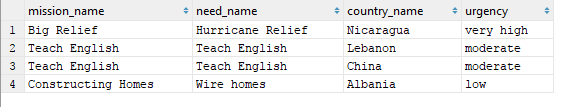 mission_name need_name country_name urgency
1 Big Relief Hurricane Relief Nicaragua very high
2 Teach English Teach English Lebanon moderate
3 Teach English Teach English China moderate
4 Constructing Homes Wire homes Albania low